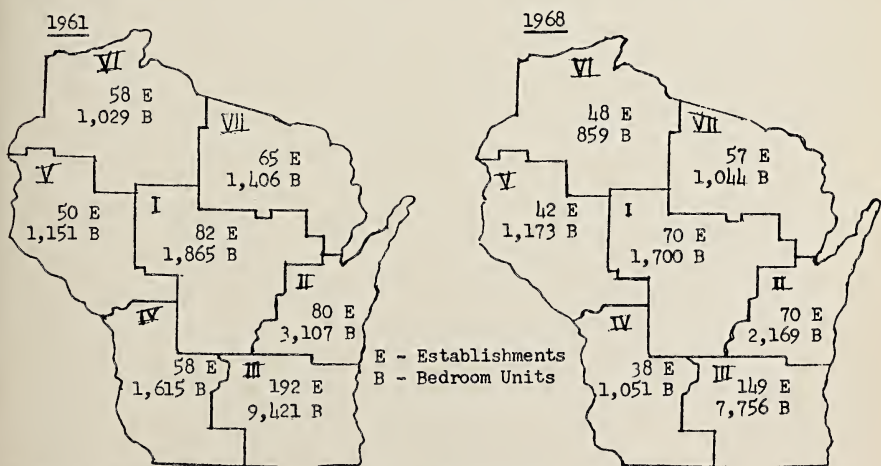 1961
VI
58 E
1,029 B
VII
65 E
1,406 B
V
50 E
1,151 B
I
82 E
1,865 B
II
80 E
3,107 B
IV
58 E
1,615 B
III
192 E
9,421 B
E - Establishments
B - Bedroom Units
1968
VI
48 E
859 B
VII
57 E
1,044 B
V
42 E
1,173 B
I
70 E
1,700 B
II
70 E
2,169 B
IV
38 E
1,051 B
III
149 E
7,756 B